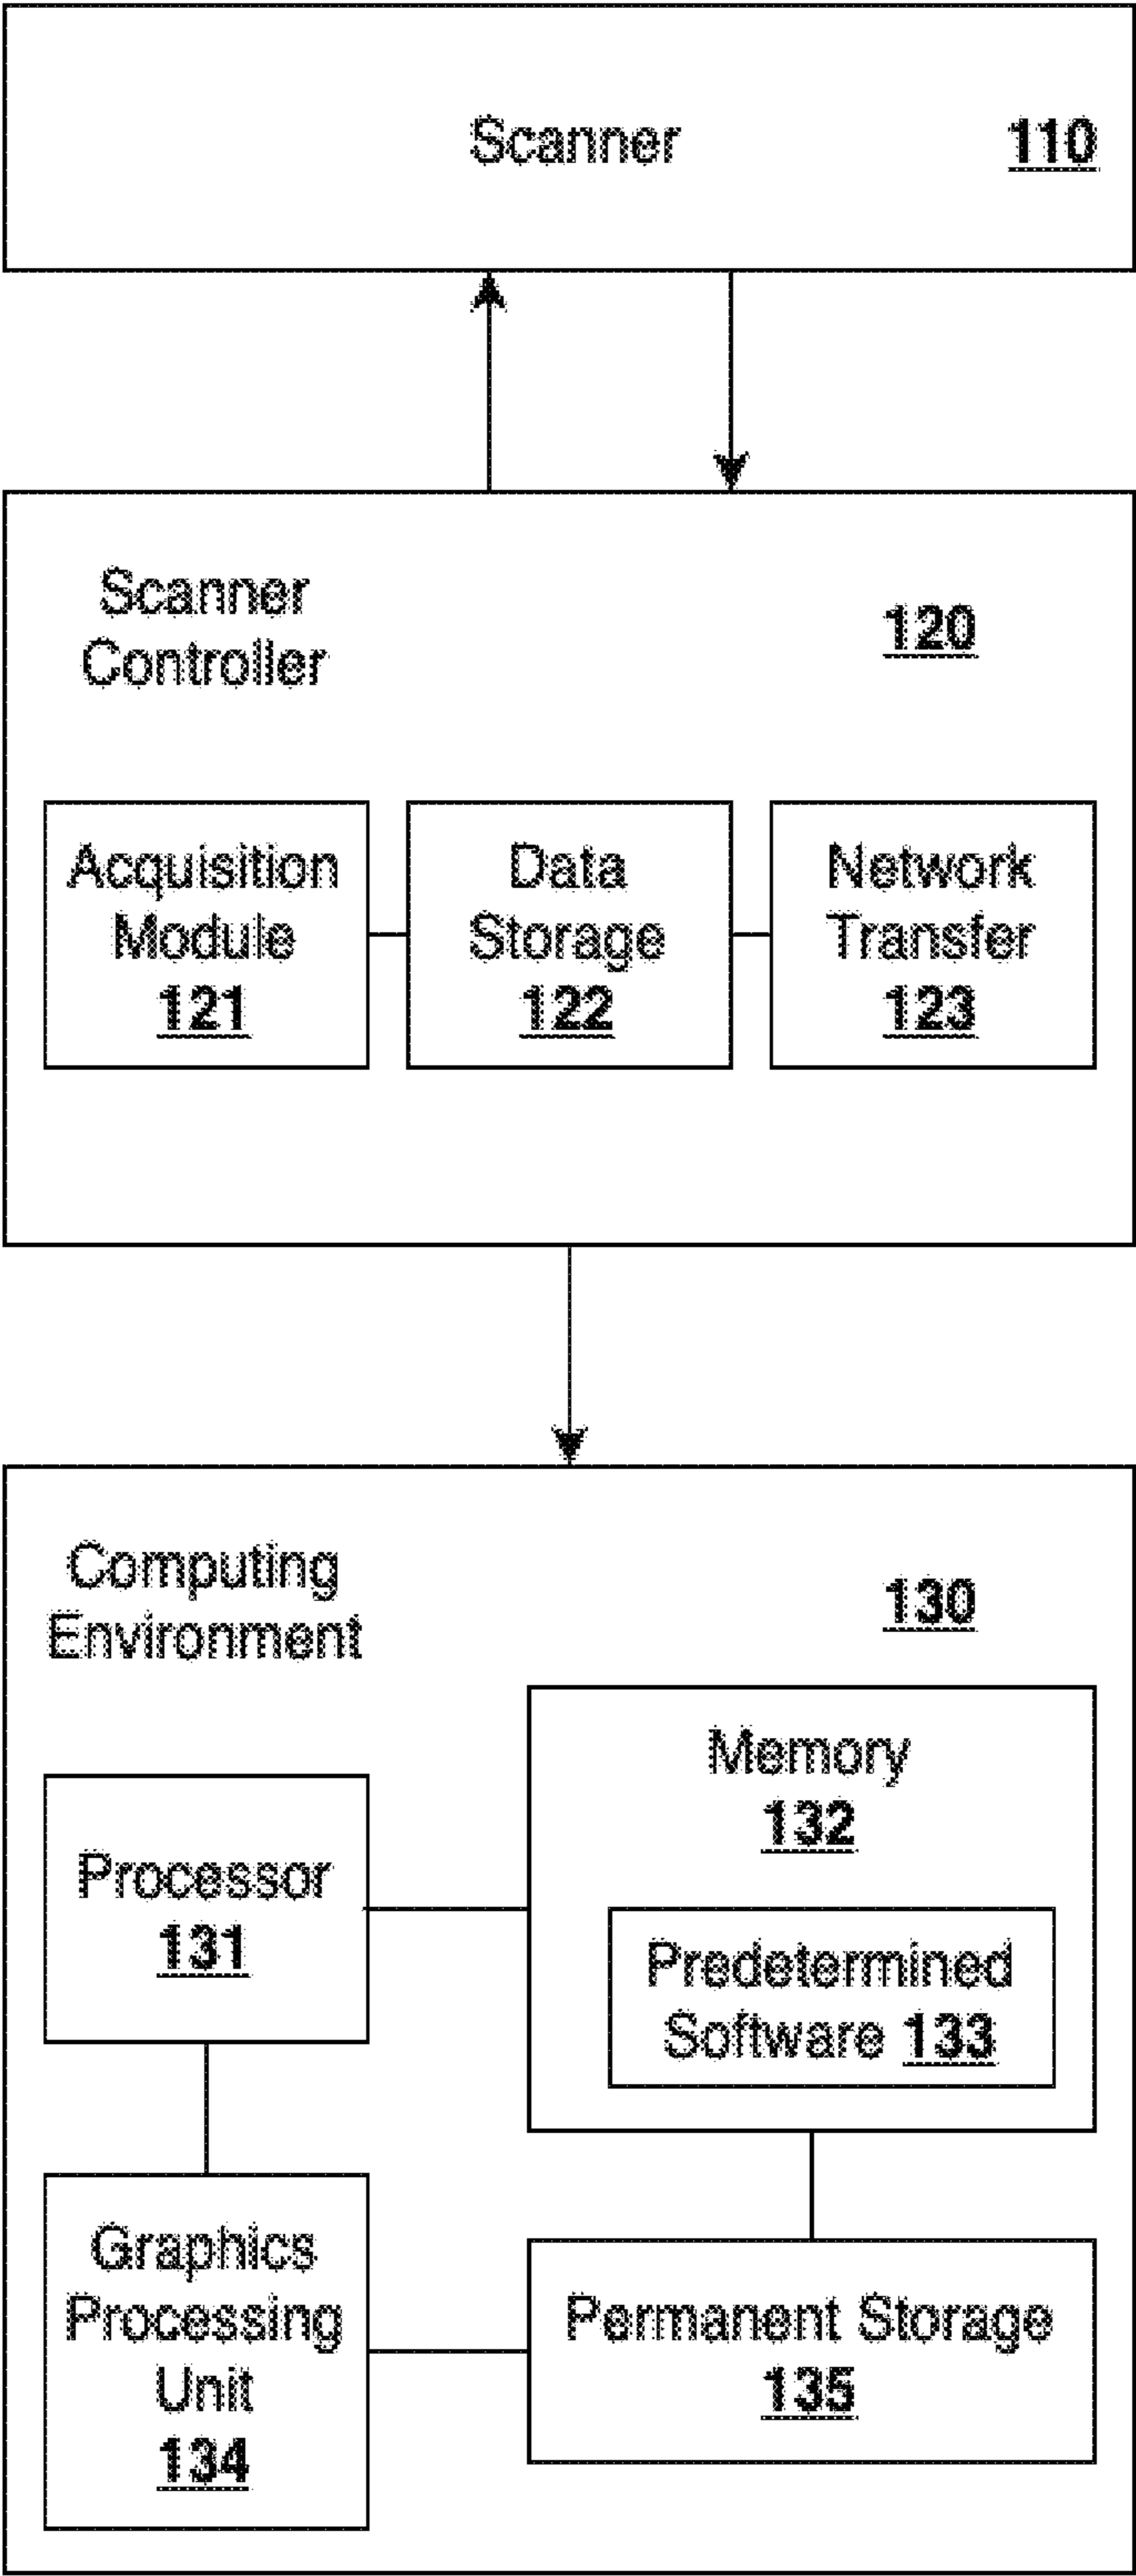 Scanner 110
Scanner
Controller
120
Acquisition
Module
121
Data
Storage
122
Network
Transfer
123
Computing
Environment
130
Processor
131
Memory
132
Predetermined
Software 133
Graphics
Processing
Unit
134
Permanent Storage
135